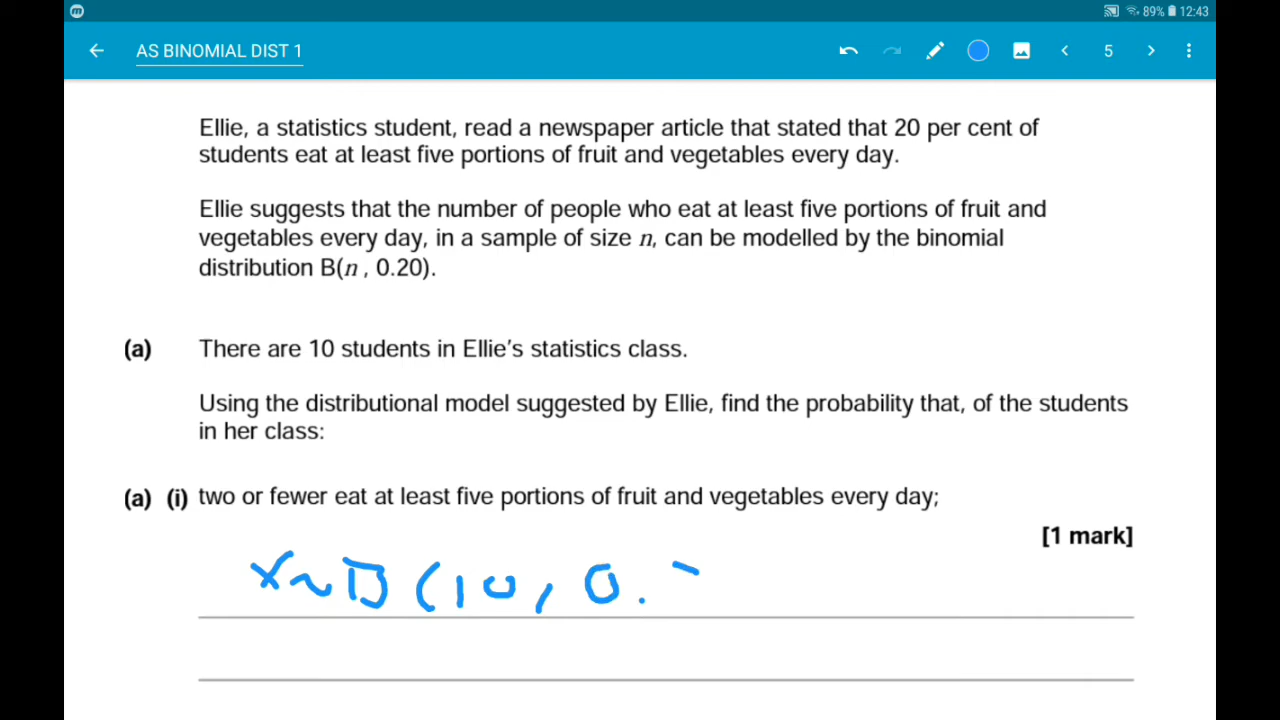 89% 12:43
AS BINOMIAL DIST 1
5
Ellie, a statistics student, read a newspaper article that stated that 20 per cent of
students eat at least five portions of fruit and vegetables every day.
Ellie suggests that the number of people who eat at least five portions of fruit and
vegetables every day, in a sample of size n, can be modelled by the binomial
distribution B(n , 0.20).
(a) There are 10 students in Ellie's statistics class.
Using the distributional model suggested by Ellie, find the probability that, of the students
in her class:
(a) (i) two or fewer eat at least five portions of fruit and vegetables every day;
[1 mark]
X~B (10, 0.